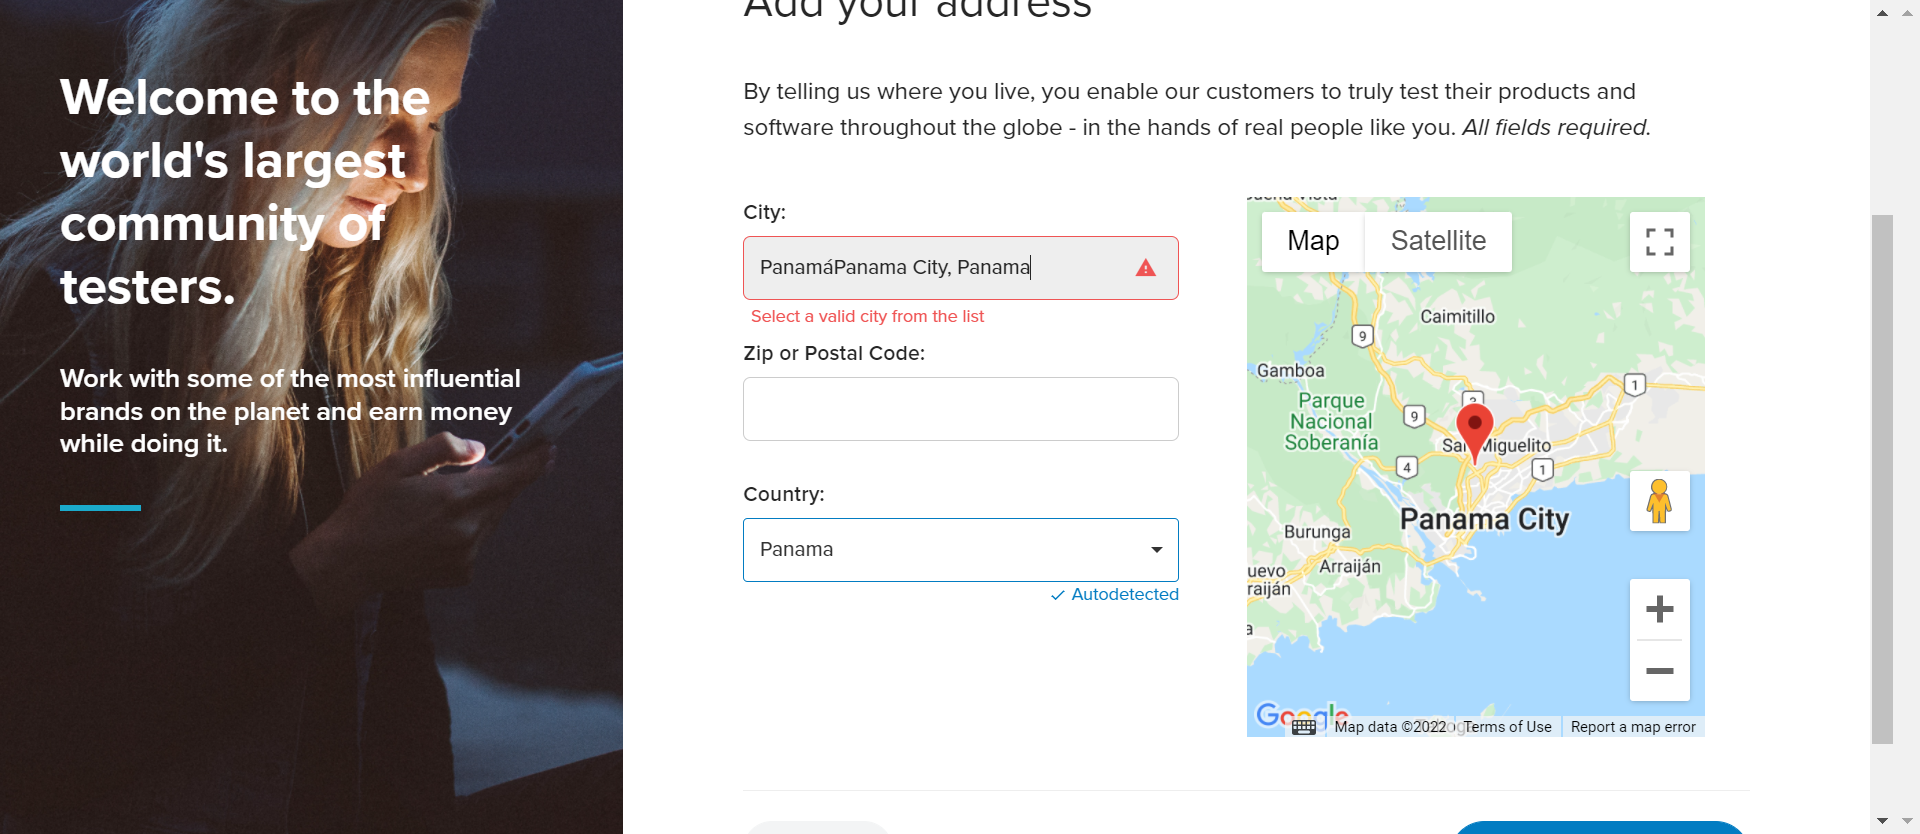 Add your address
Welcome to the
world's largest
community of
testers.
Work with some of the most influential
brands on the planet and earn money
while doing it.
By telling us where you live, you enable our customers to truly test their products and
software throughout the globe - in the hands of real people like you. All fields required.
City:
PanamáPanama City, Panama
Select a valid city from the list
Zip or Postal Code:
Country:
Panama
Autodetected
Map
Satellite
Caimitillo
9
Gamboa
1
Parque
Nacional
Soberanía
9
San Miguelito
4
1
Panama City
Burunga
Arraiján
uevo
raiján
a
Google
Map data ©2022
Terms of Use
Report a map error